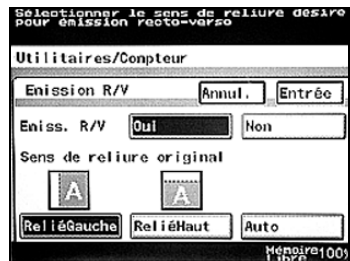 Sélectionner le sens de reliure désiré
pour émission recto-verso
Utilitaires/Compteur
Emission R/V Annul. Entrée
Emiss. R/V Oui Non
Sens de reliure original
A A
ReliéGauche ReliéHaut Auto
Mémoire 100%
Libre